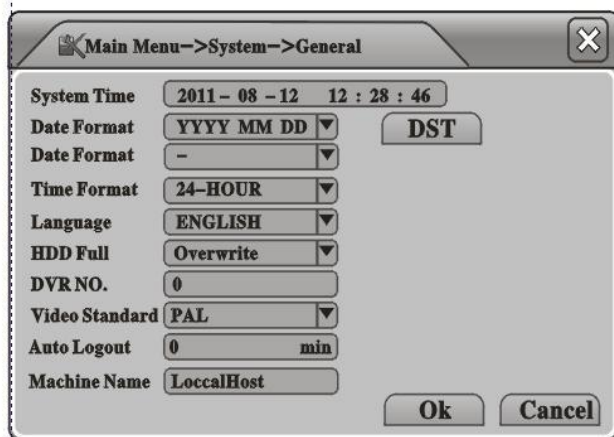 Main Menu->System->General
System Time 2011- 08 -12 12 : 28 : 46
Date Format YYYY MM DD DST
Date Format -
Time Format 24-HOUR
Language ENGLISH
HDD Full Overwrite
DVR NO. 0
Video Standard PAL
Auto Logout 0 min
Machine Name LoccalHost
Ok Cancel